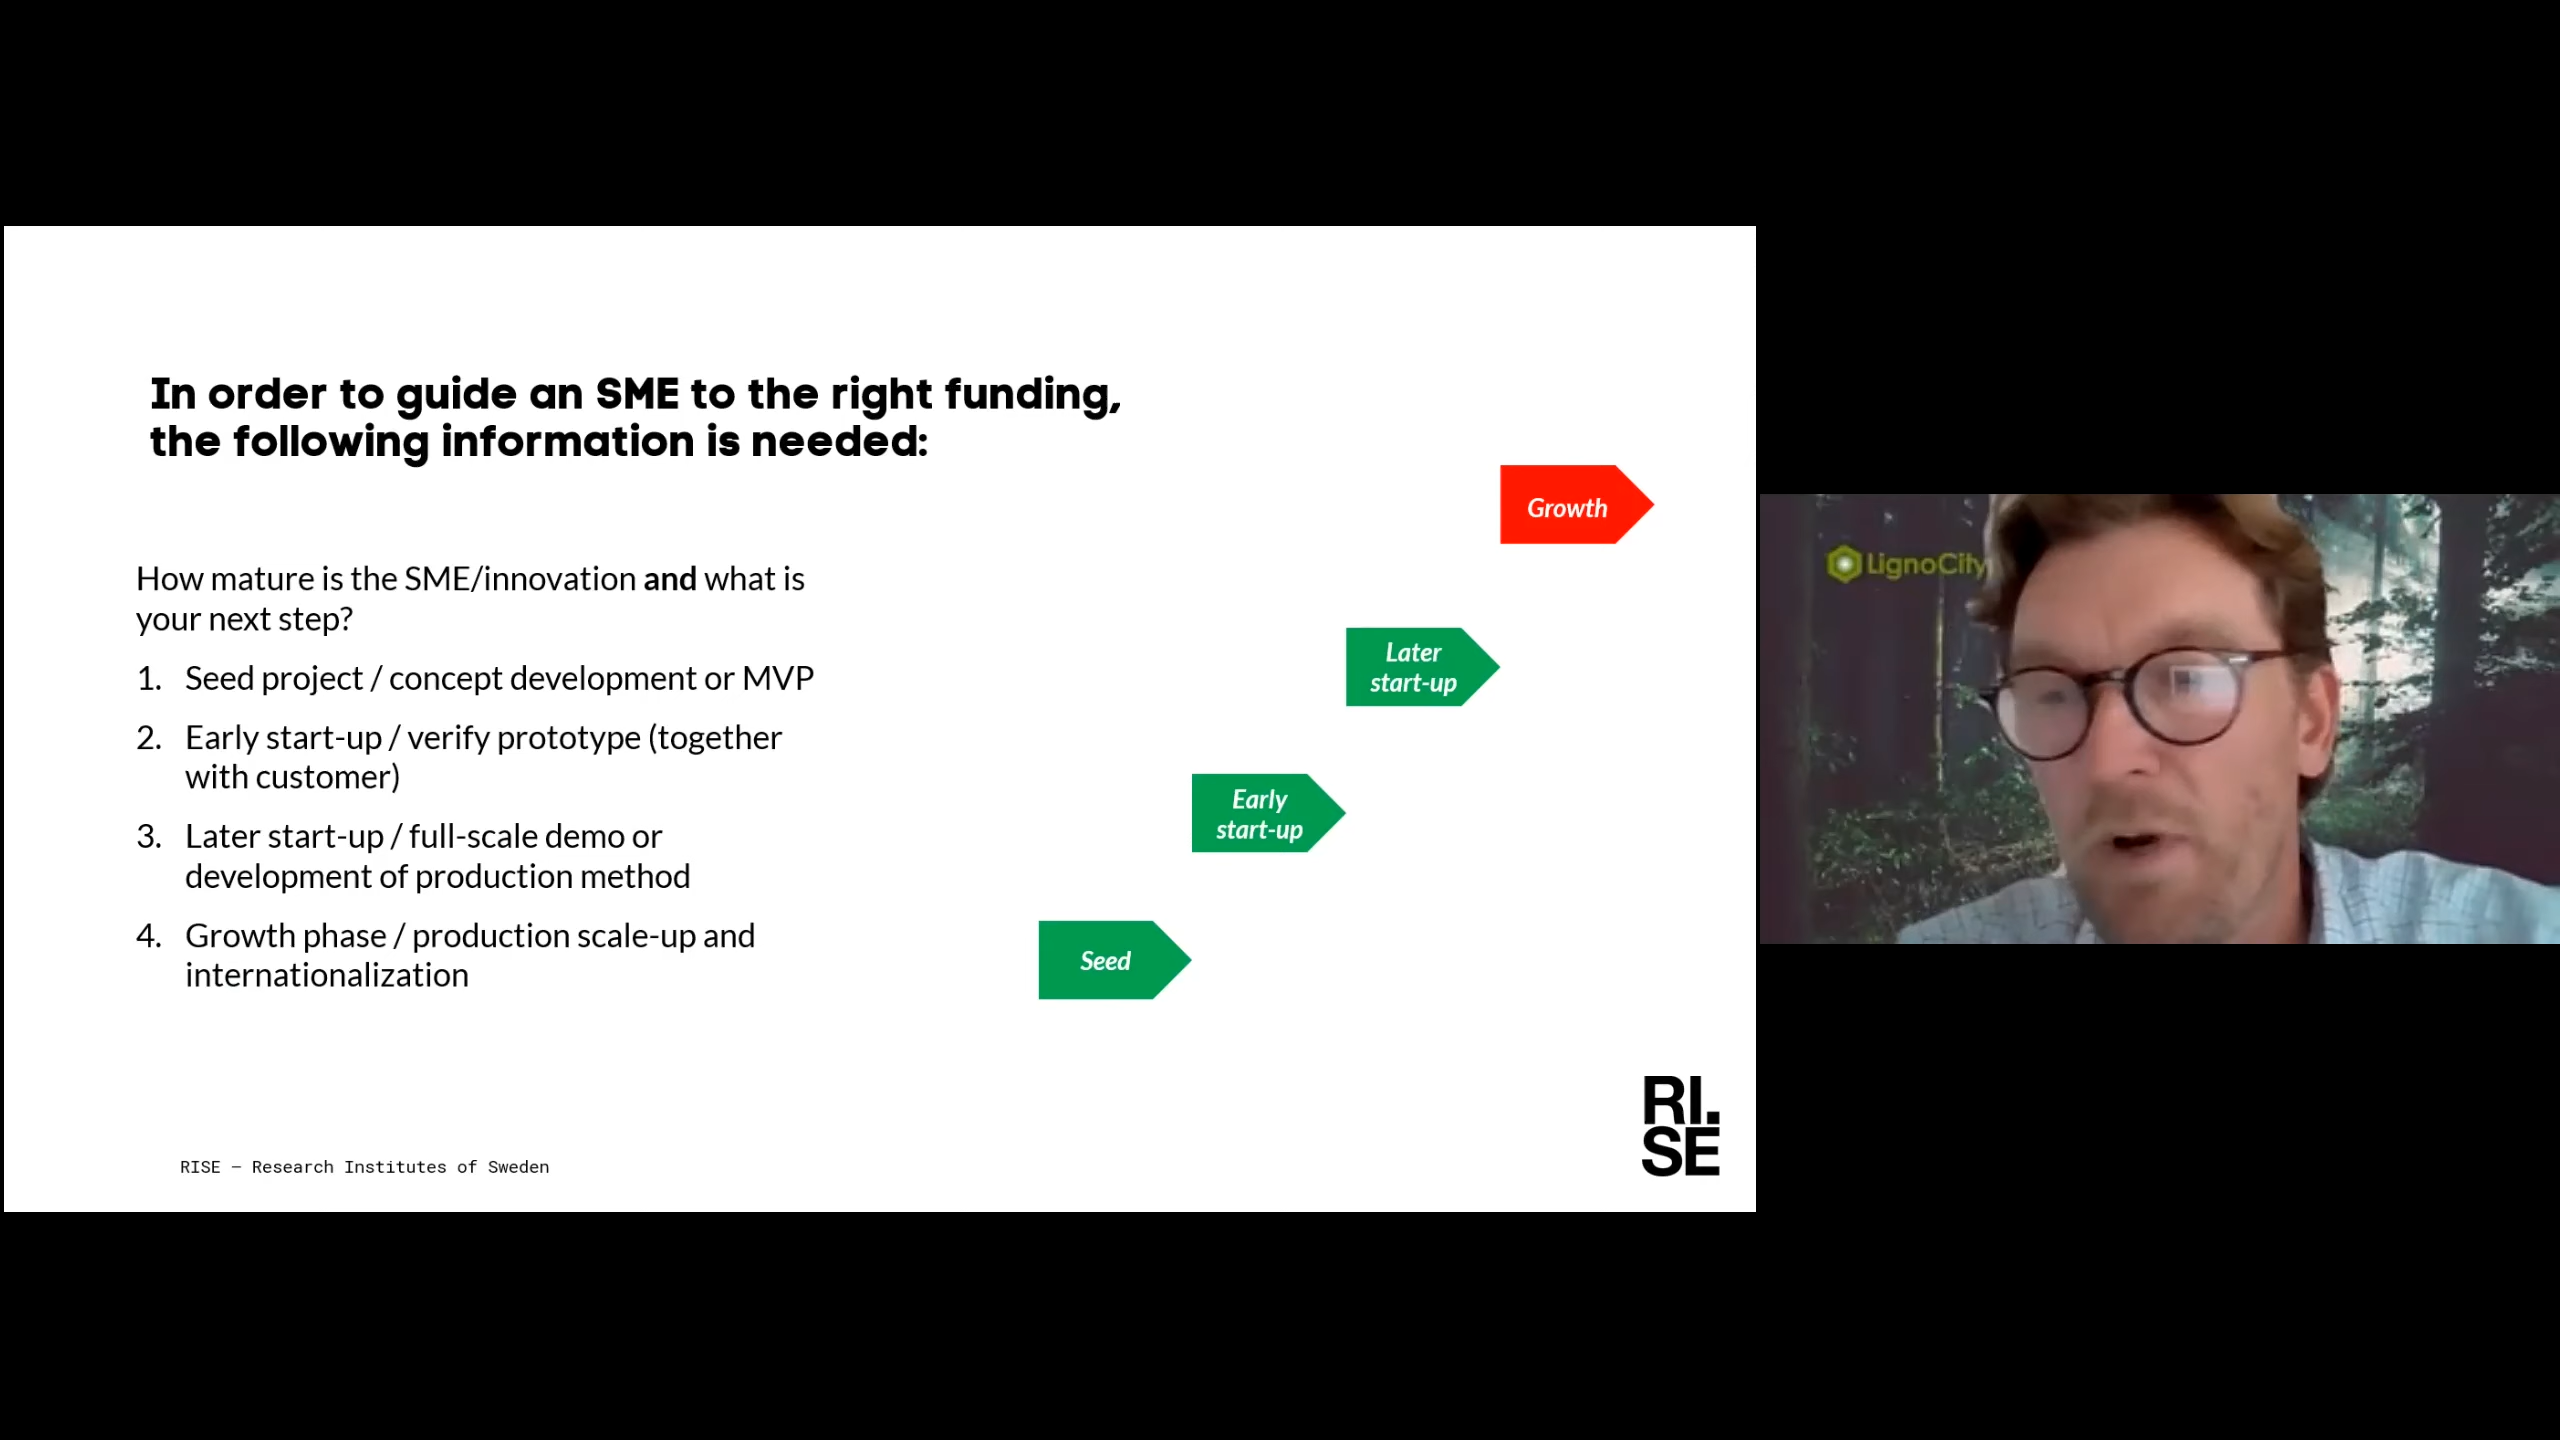 In order to guide an SME to the right funding,
the following information is needed:
How mature is the SME/innovation and what is
your next step?
1. Seed project / concept development or MVP
2. Early start-up / verify prototype (together
with customer)
3. Later start-up / full-scale demo or
development of production method
4. Growth phase / production scale-up and
internationalization
Growth
Later
start-up
Early
start-up
Seed
RISE — Research Institutes of Sweden
RI.
SE
LignoCity